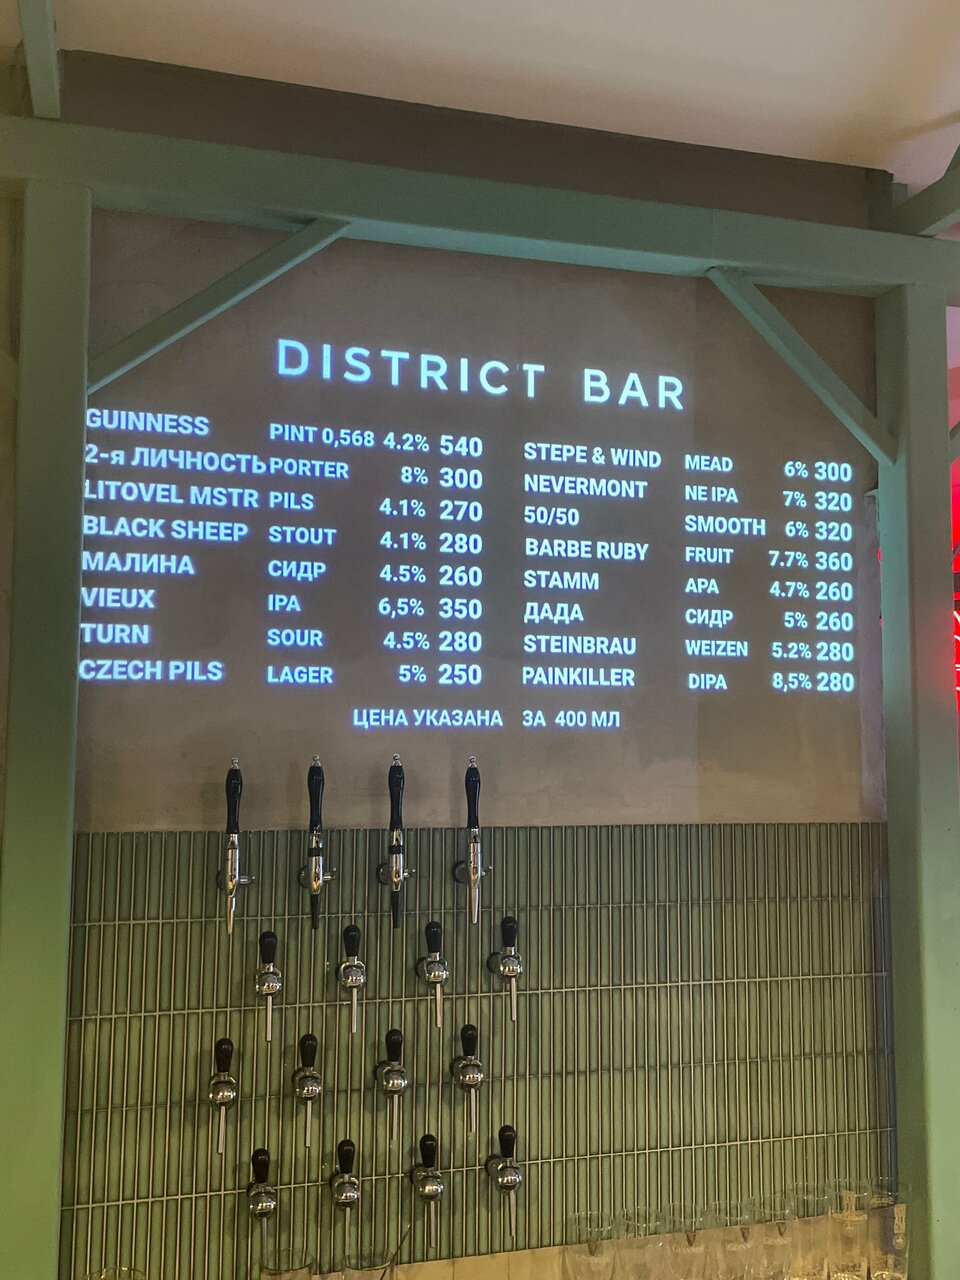 DISTRICT BAR
GUINNESS PINT 0,568 4.2% 540
2-я ЛИЧНОСТЬ PORTER 8% 300
LITOVEL MSTR PILS 4.1% 270
BLACK SHEEP STOUT 4.1% 280
МАЛИНА СИДР 4.5% 260
VIEUX IPA 6,5% 350
TURN SOUR 4.5% 280
CZECH PILS LAGER 5% 250
STEPE & WIND MEAD 6% 300
NEVERMONT NE IPA 7% 320
50/50 SMOOTH 6% 320
BARBE RUBY FRUIT 7.7% 360
STAMM APA 4.7% 260
ДАДА СИДР 5% 260
STEINBRAU WEIZEN 5.2% 280
PAINKILLER DIPA 8,5% 280
ЦЕНА УКАЗАНА ЗА 400 МЛ